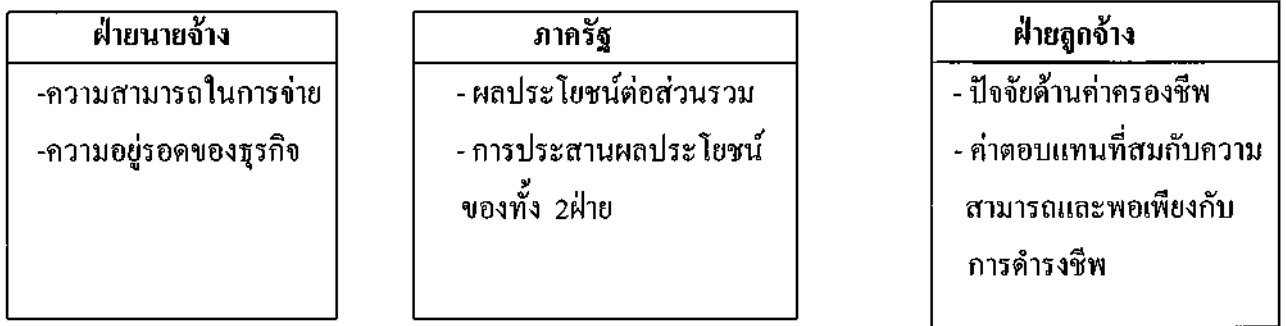 ฝ่ายนายจ้าง
-ความสามารถในการจ่าย
-ความอยู่รอดของธุรกิจ
ภาครัฐ
- ผลประโยชน์ต่อส่วนรวม
- การประสานผลประโยชน์
ของทั้ง 2ฝ่าย
ฝ่ายลูกจ้าง
- ปัจจัยด้านค่าครองชีพ
- ค่าตอบแทนที่สมกับความ
สามารถและพอเพียงกับ
การดำรงชีพ